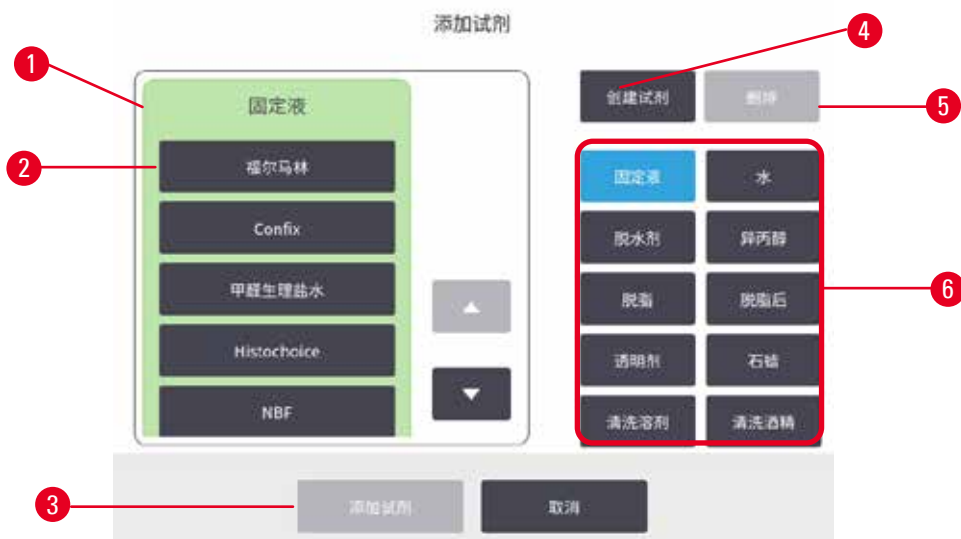 添加试剂
4
1
创建试剂 删除
5
固定液
2
福尔马林
固定液 水
Confix
脱水剂 异丙醇
甲醛生理盐水
6
脱脂 脱脂后
Histochoice
透明剂 石蜡
NBF
清洗溶剂 清洗酒精
3
添加试剂 取消